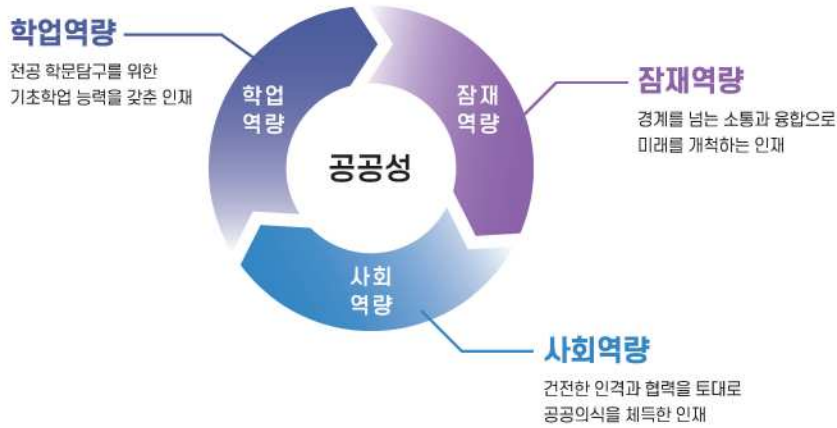 학업역량
전공 학문탐구를 위한
기초학업 능력을 갖춘 인재
학업
역량
잠재
역량
공공성
사회
역량
잠재역량
경계를 넘는 소통과 융합으로
미래를 개척하는 인재
사회역량
건전한 인격과 협력을 토대로
공공의식을 체득한 인재